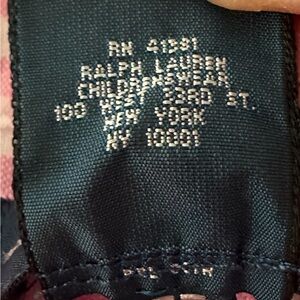 RN 41381
RALPH LAUREN
CHILDRENSWEAR
100 WEST 33RD ST.
NEW YORK
NY 10001